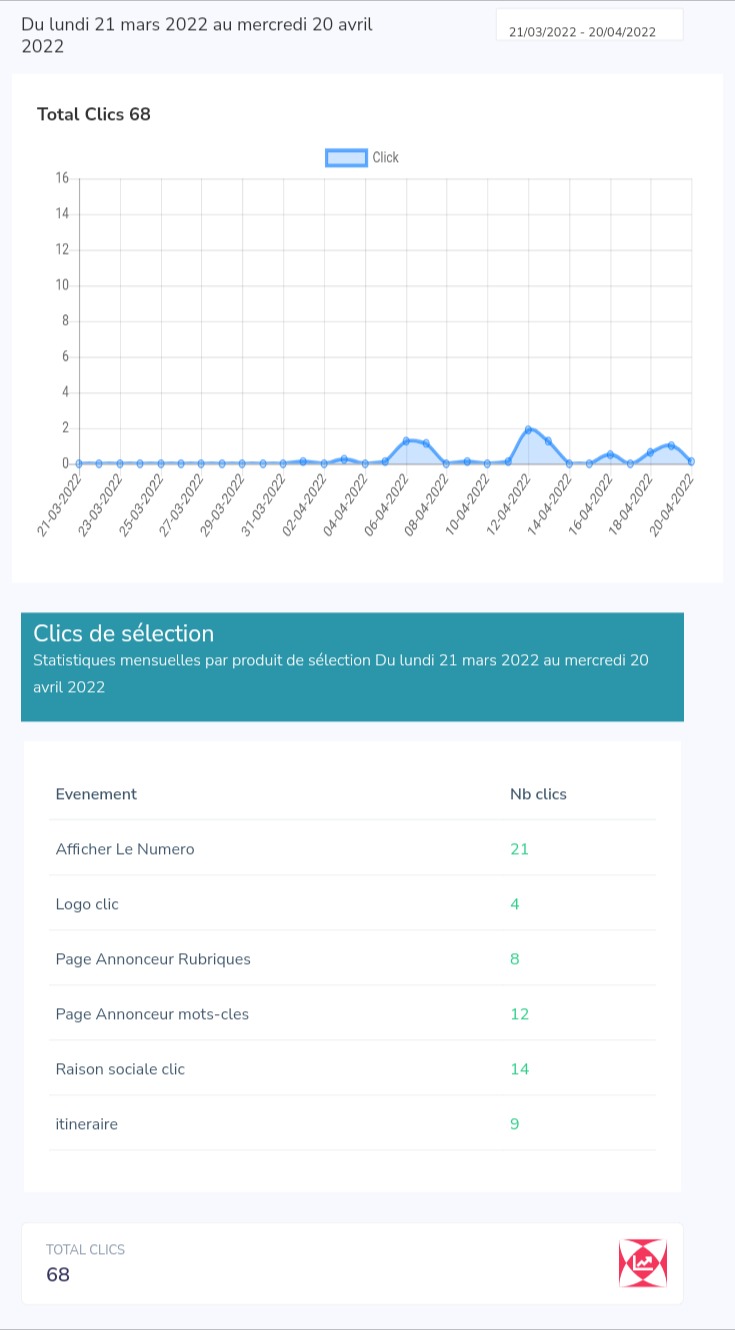 Du lundi 21 mars 2022 au mercredi 20 avril
2022
21/03/2022 - 20/04/2022
Total Clics 68
Click
16
14
12
10
8
6
4
2
0
21-03-2022
23-03-2022
25-03-2022
27-03-2022
29-03-2022
31-03-2022
02-04-2022
04-04-2022
06-04-2022
08-04-2022
10-04-2022
12-04-2022
14-04-2022
16-04-2022
18-04-2022
20-04-2022
Clics de sélection
Statistiques mensuelles par produit de sélection Du lundi 21 mars 2022 au mercredi 20
avril 2022
Evenement Nb clics
Afficher Le Numero 21
Logo clic 4
Page Annonceur Rubriques 8
Page Annonceur mots-cles 12
Raison sociale clic 14
itineraire 9
TOTAL CLICS
68